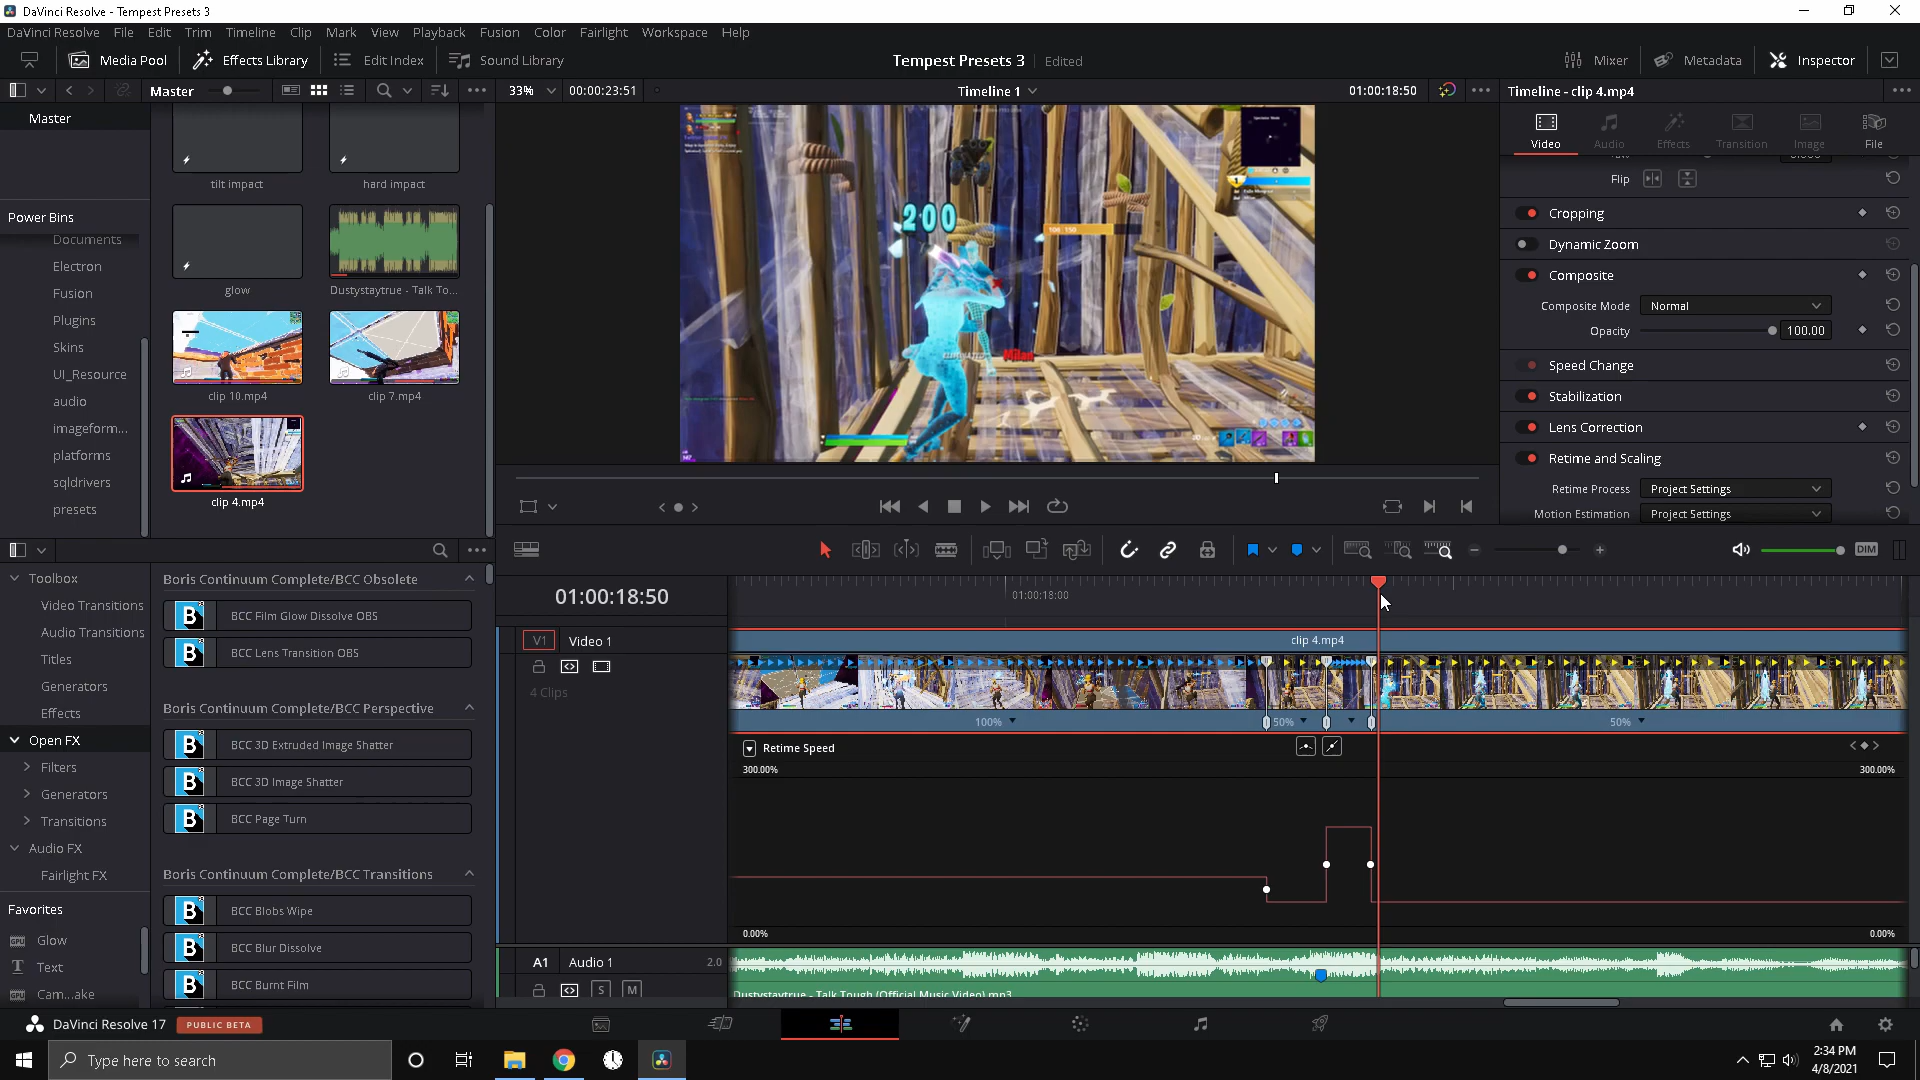 DaVinci Resolve - Tempest Presets 3
DaVinci Resolve File Edit Trim Timeline Clip Mark View Playback Fusion Color Fairlight Workspace Help
Media Pool Effects Library Edit Index Sound Library
Tempest Presets 3 Edited
Mixer Metadata Inspector
Master
33% 00:00:23:51
Timeline 1
01:00:18:50
Timeline - clip 4.mp4
Master
Power Bins
Documents
Electron
Fusion
Plugins
Skins
UI_Resource
audio
imageform...
platforms
sqldrivers
presets
tilt impact
hard impact
glow
Dustystaytrue - Talk To...
clip 10.mp4
clip 7.mp4
clip 4.mp4
200
Video Audio Effects Transition Image File
Flip
Cropping
Dynamic Zoom
Composite
Composite Mode Normal
Opacity 100.00
Speed Change
Stabilization
Lens Correction
Retime and Scaling
Retime Process Project Settings
Motion Estimation Project Settings
DIM
Toolbox
Video Transitions
Audio Transitions
Titles
Generators
Effects
Open FX
Filters
Generators
Transitions
Audio FX
Fairlight FX
Favorites
Glow
Text
Cam...ake
Boris Continuum Complete/BCC Obsolete
BCC Film Glow Dissolve OBS
BCC Lens Transition OBS
Boris Continuum Complete/BCC Perspective
BCC 3D Extruded Image Shatter
BCC 3D Image Shatter
BCC Page Turn
Boris Continuum Complete/BCC Transitions
BCC Blobs Wipe
BCC Blur Dissolve
BCC Burnt Film
01:00:18:50
01:00:18:00
V1 Video 1
4 Clips
clip 4.mp4
100% 50% 50%
Retime Speed
300.00% 300.00%
0.00% 0.00%
A1 Audio 1 2.0
S M
Dustystaytrue - Talk Tough (Official Music Video).mp3
DaVinci Resolve 17 PUBLIC BETA
Type here to search
2:34 PM
4/8/2021